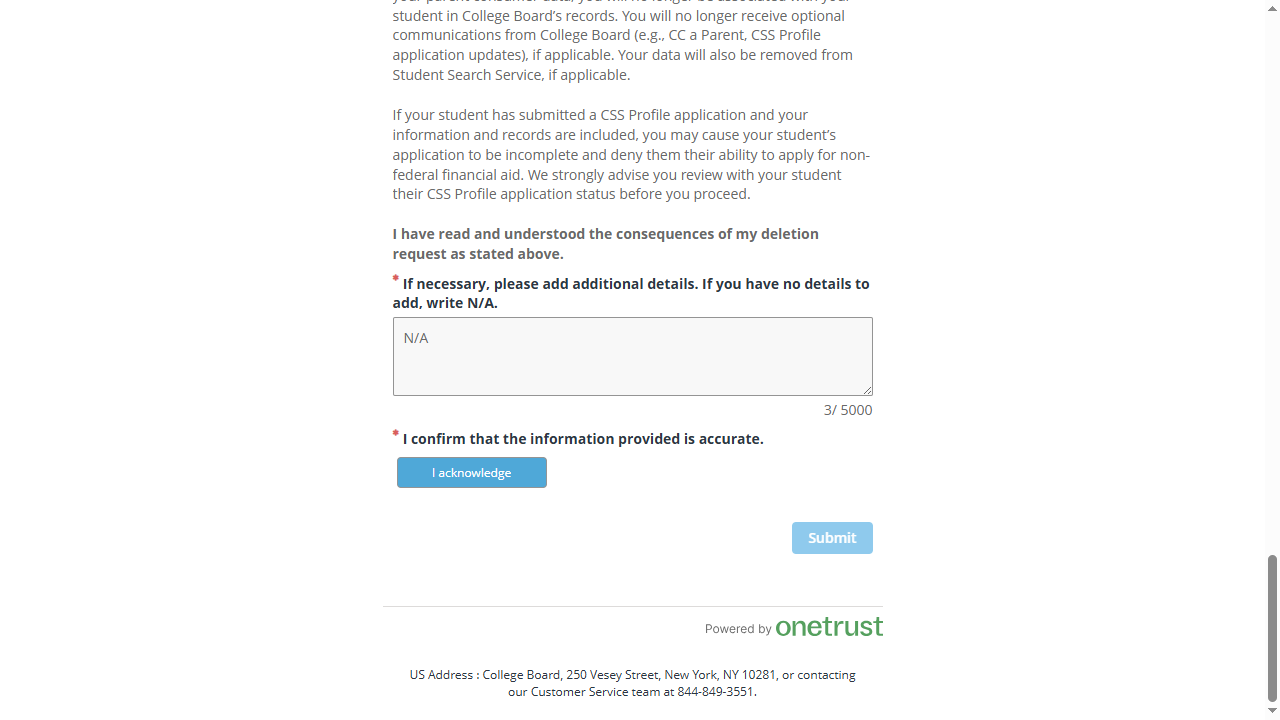 student in College Board’s records. You will no longer receive optional
communications from College Board (e.g., CC a Parent, CSS Profile
application updates), if applicable. Your data will also be removed from
Student Search Service, if applicable.
If your student has submitted a CSS Profile application and your
information and records are included, you may cause your student’s
application to be incomplete and deny them their ability to apply for non-
federal financial aid. We strongly advise you review with your student
their CSS Profile application status before you proceed.
I have read and understood the consequences of my deletion
request as stated above.
* If necessary, please add additional details. If you have no details to
add, write N/A.
N/A
3/ 5000
* I confirm that the information provided is accurate.
I acknowledge
Submit
Powered by onetrust
US Address : College Board, 250 Vesey Street, New York, NY 10281, or contacting
our Customer Service team at 844-849-3551.